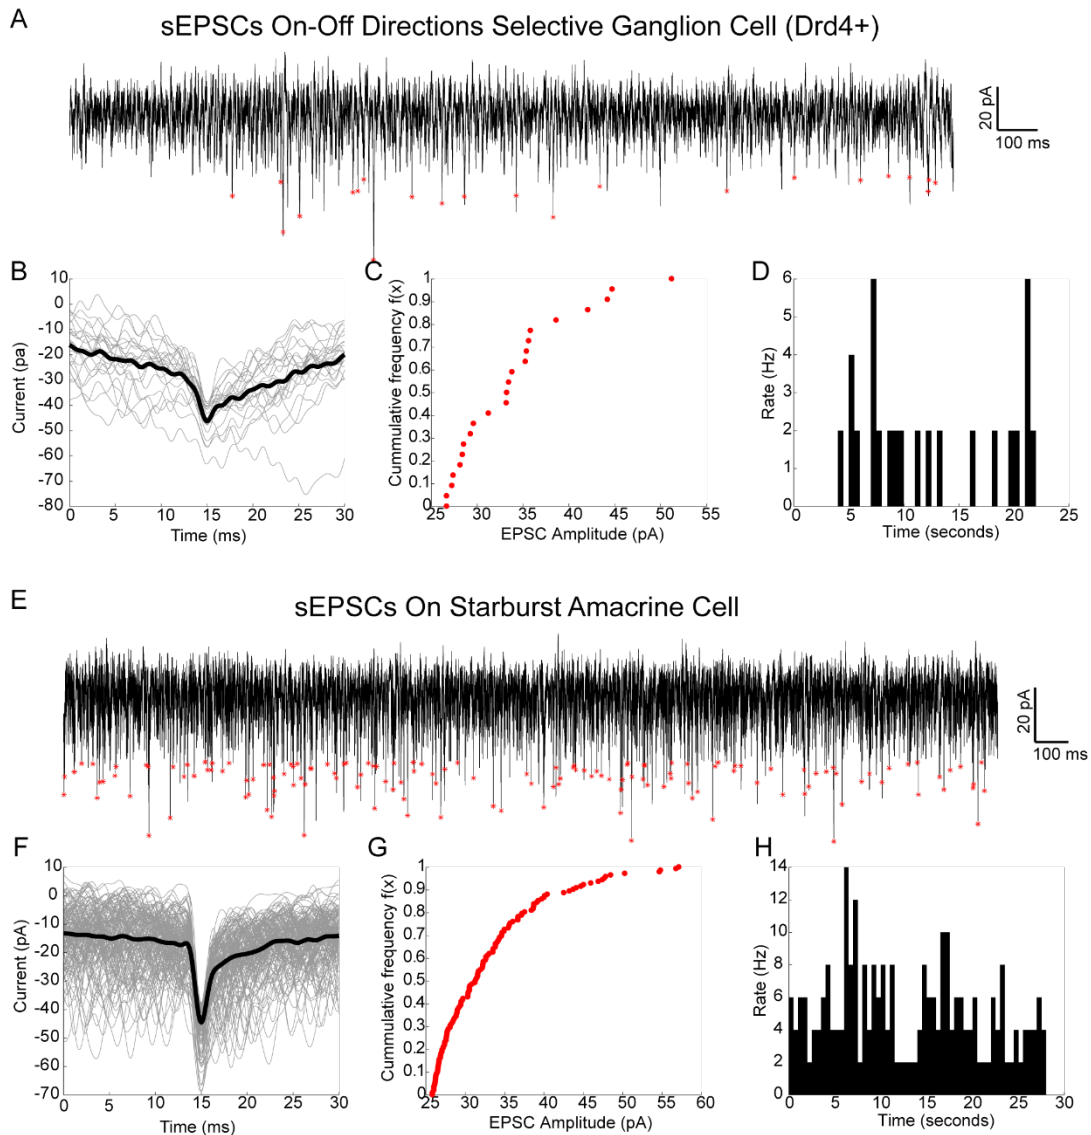 A
sEPSCs On-Off Directions Selective Ganglion Cell (Drd4+)
20 pA
100 ms
B
10
0
-10
-20
-30
-40
-50
-60
-70
-80
Current (pa)
0 5 10 15 20 25 30
Time (ms)
C
1
0.9
0.8
0.7
0.6
0.5
0.4
0.3
0.2
0.1
0
Cummulative frequency f(x)
25 30 35 40 45 50 55
EPSC Amplitude (pA)
D
6
5
4
3
2
1
0
Rate (Hz)
0 5 10 15 20 25
Time (seconds)
E
sEPSCs On Starburst Amacrine Cell
20 pA
100 ms
F
10
0
-10
-20
-30
-40
-50
-60
-70
Current (pA)
0 5 10 15 20 25 30
Time (ms)
G
1
0.9
0.8
0.7
0.6
0.5
0.4
0.3
0.2
0.1
0
Cummulative frequency f(x)
25 30 35 40 45 50 55 60
EPSC Amplitude (pA)
H
14
12
10
8
6
4
2
0
Rate (Hz)
0 5 10 15 20 25 30
Time (seconds)